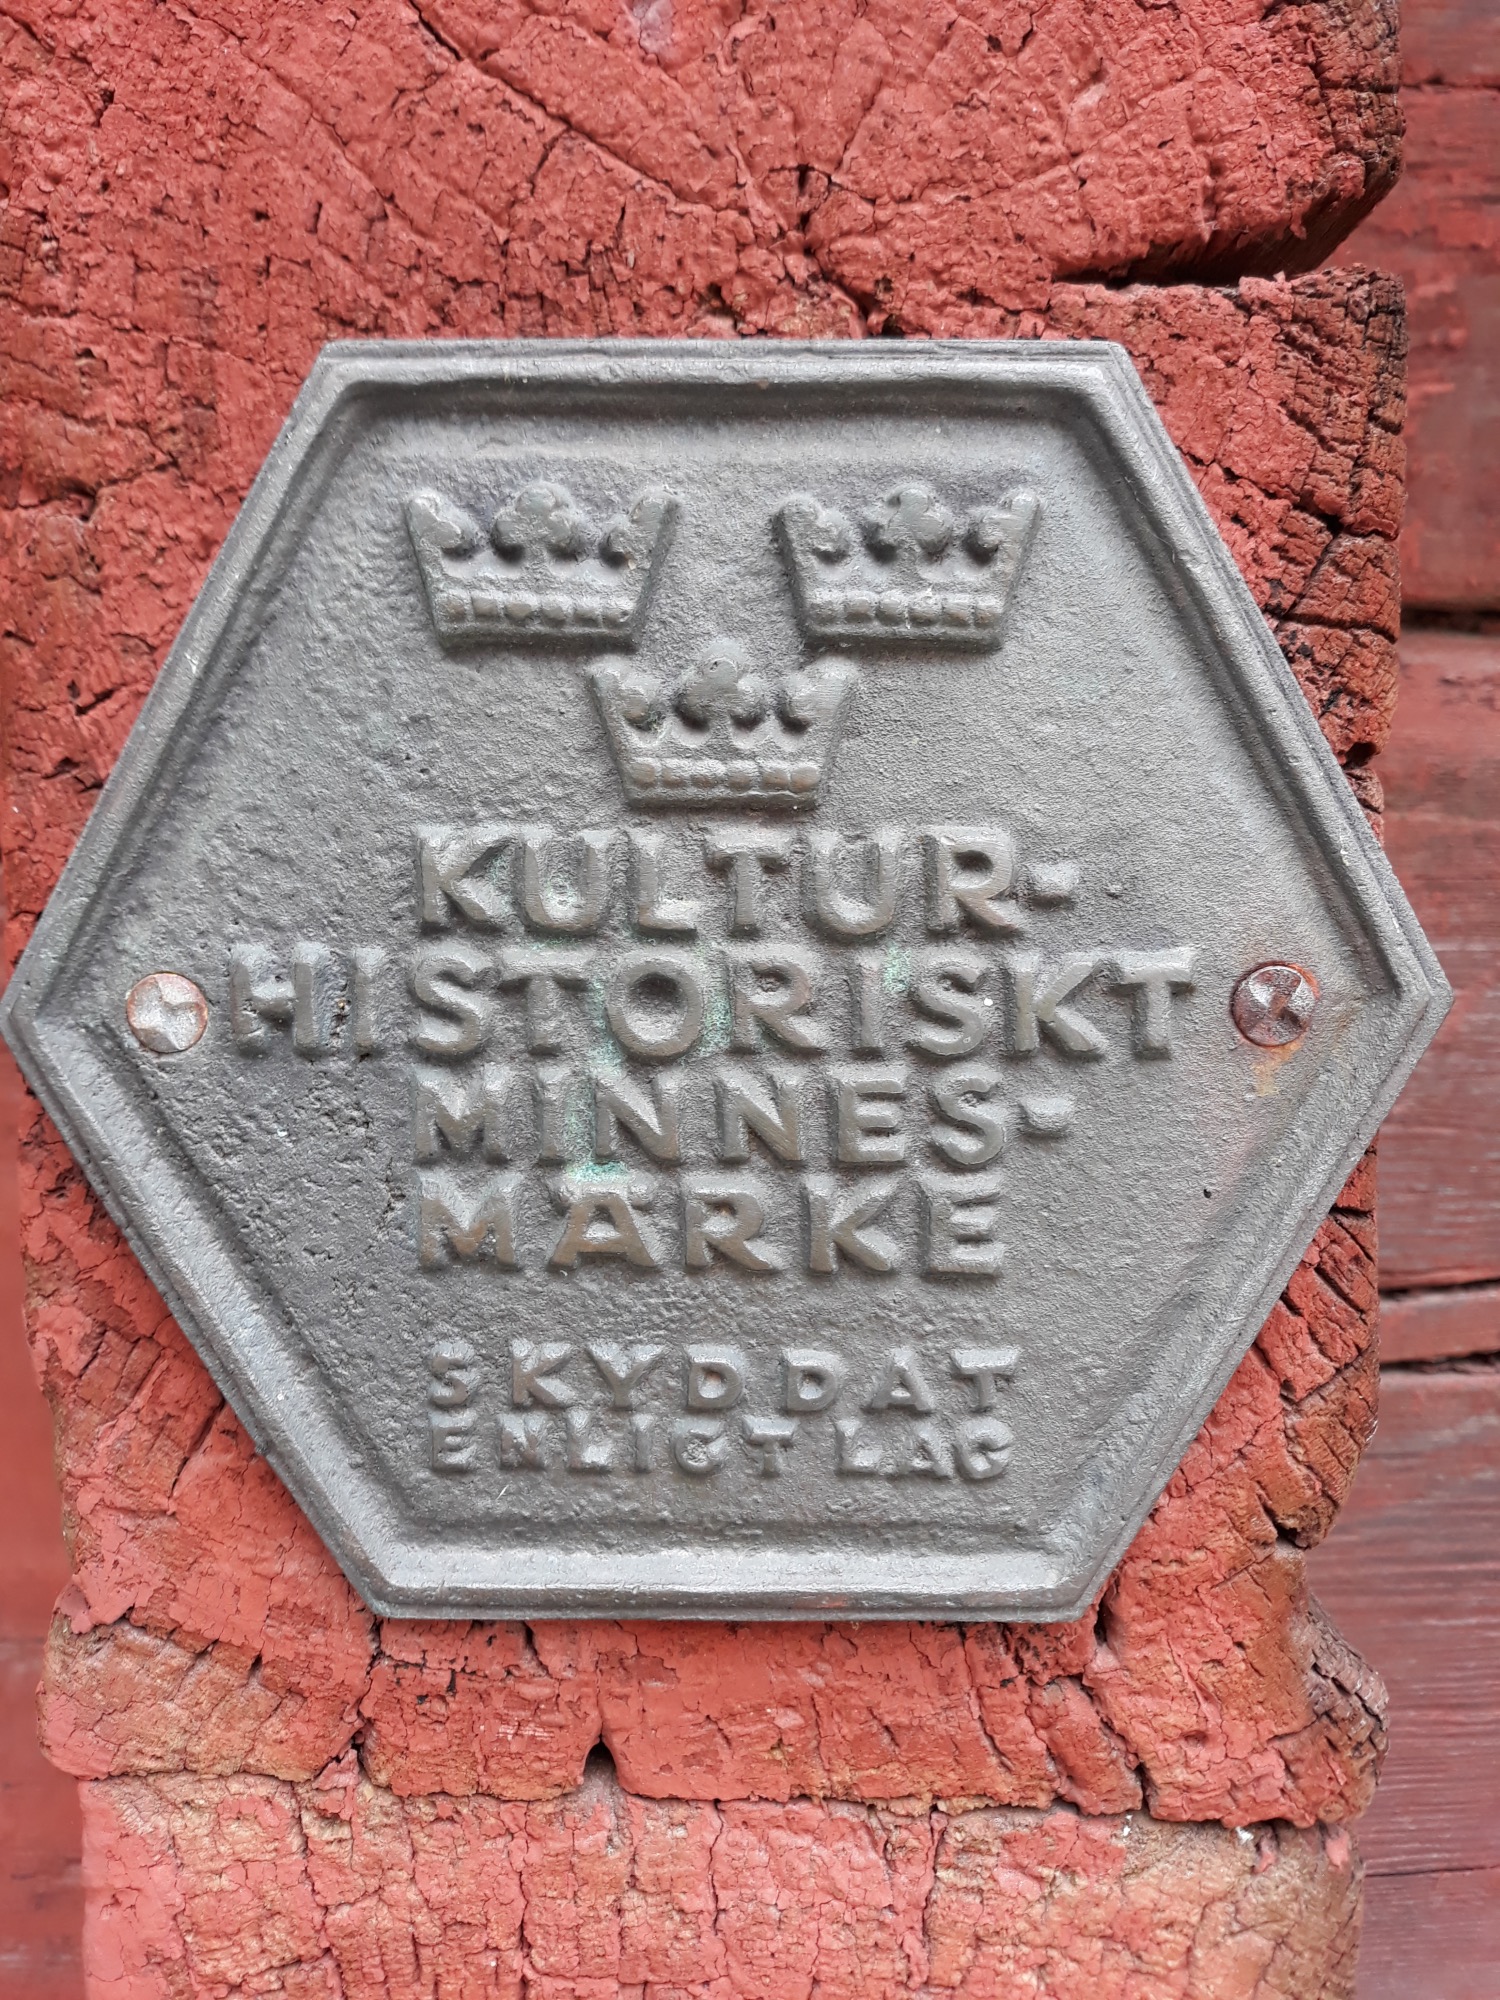 KULTUR-
HISTORISKT
MINNES-
MÄRKE
SKYDDAT
ENLIGT LAG